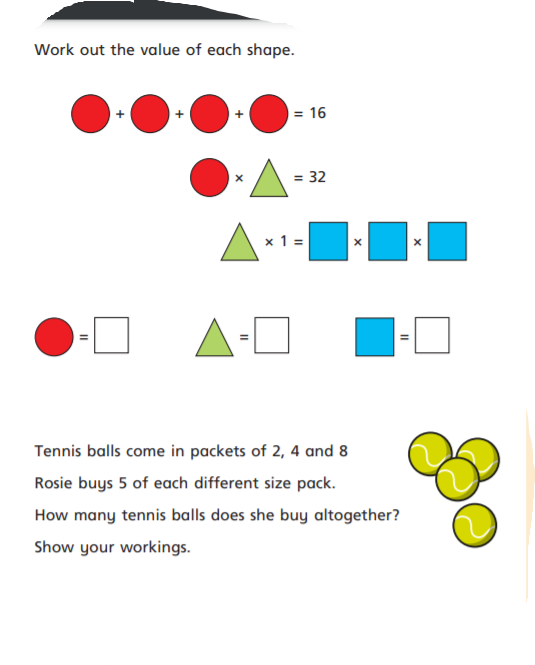 Work out the value of each shape.
+ + + = 16
× = 32
× 1 = × ×
= = =
Tennis balls come in packets of 2, 4 and 8
Rosie buys 5 of each different size pack.
How many tennis balls does she buy altogether?
Show your workings.